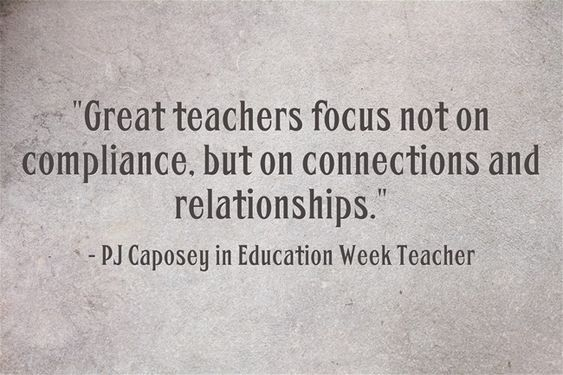 "Great teachers focus not on
compliance, but on connections and
relationships."
- PJ Caposey in Education Week Teacher